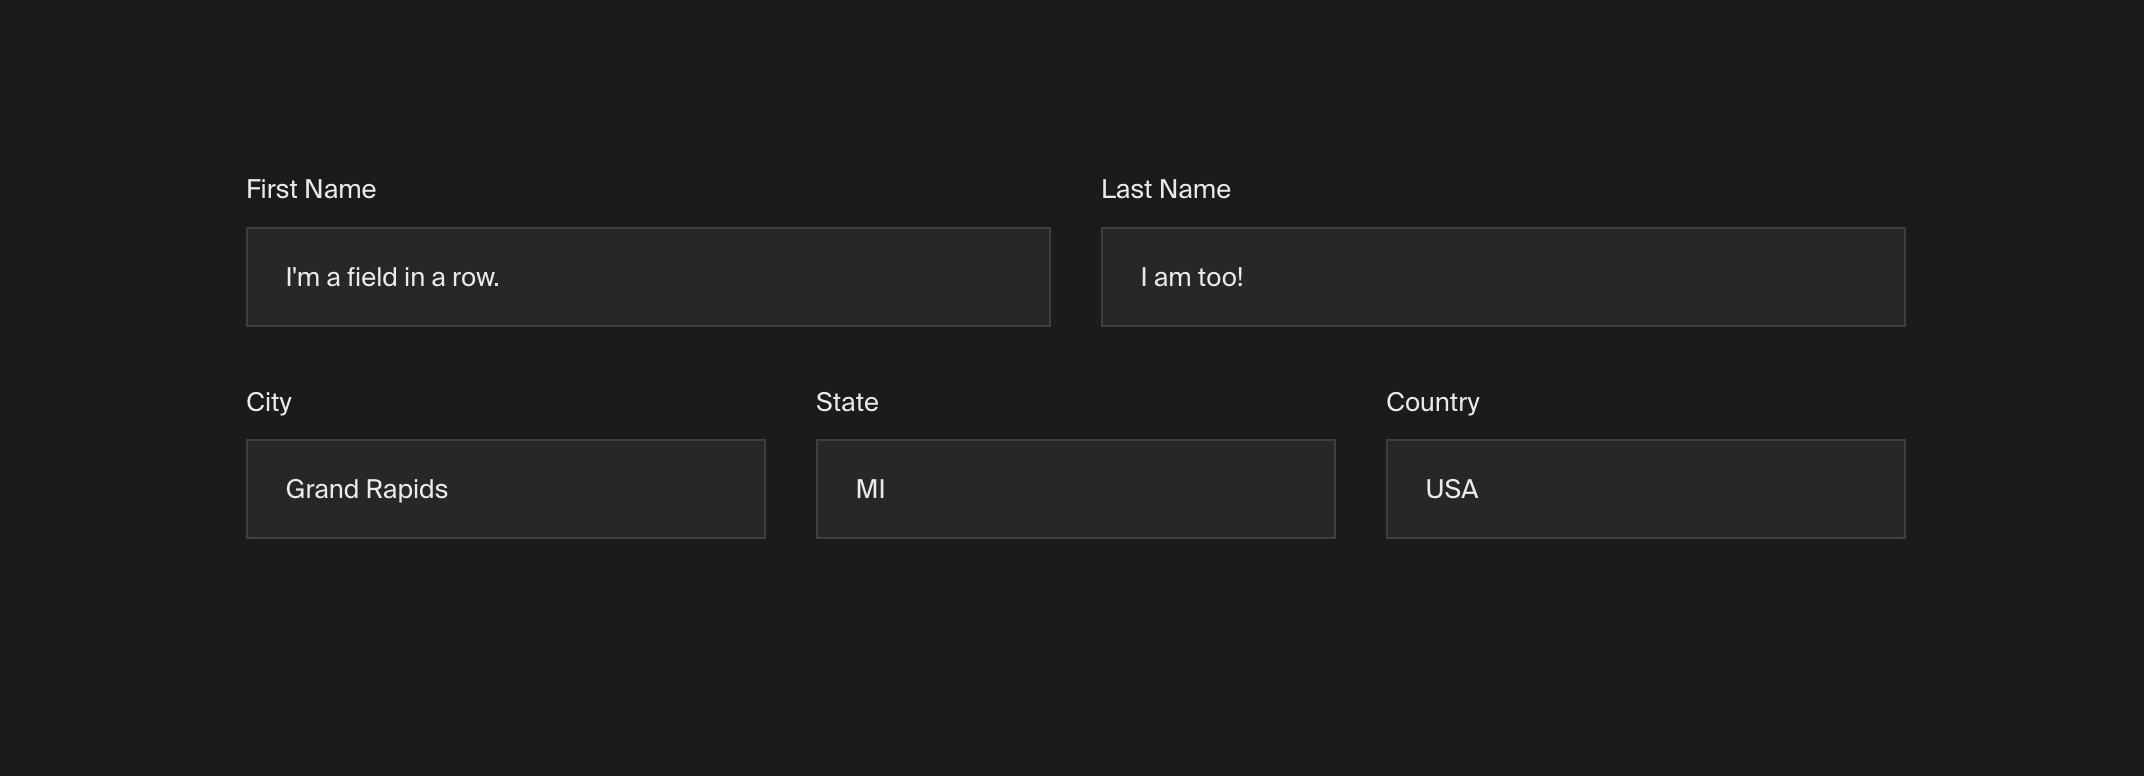 First Name Last Name
I'm a field in a row. I am too!
City State Country
Grand Rapids MI USA